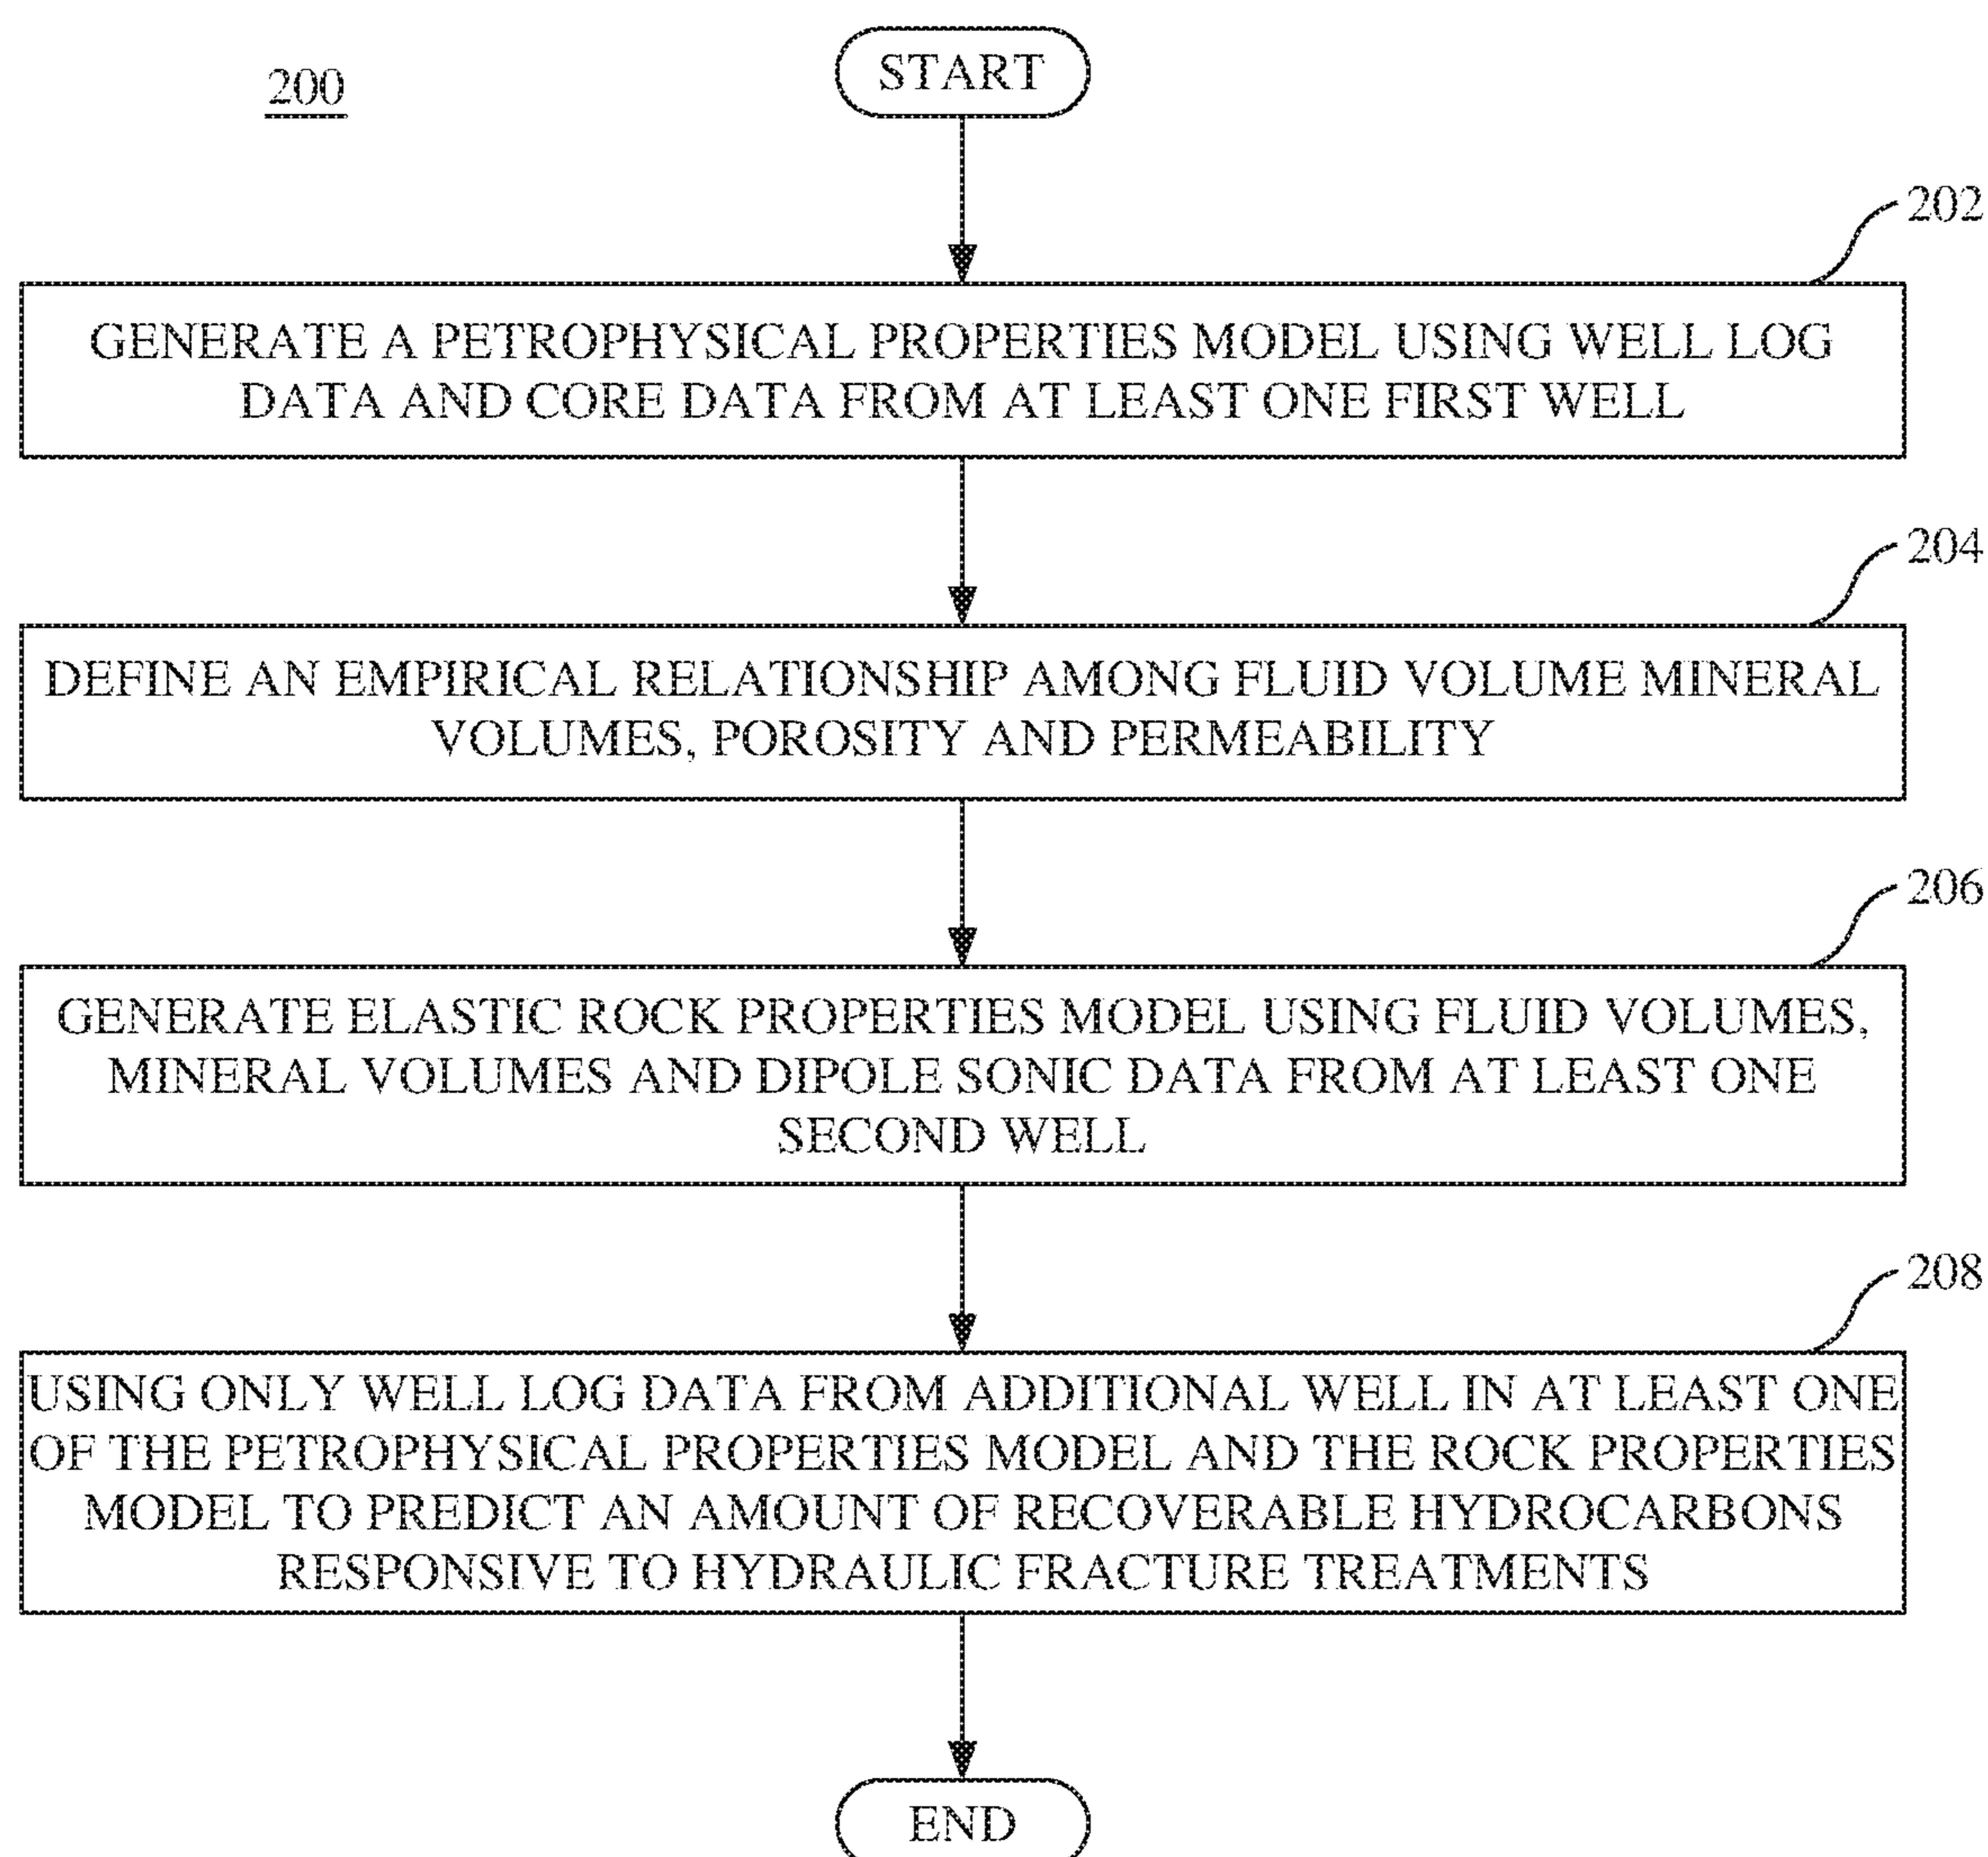 200
START
202
GENERATE A PETROPHYSICAL PROPERTIES MODEL USING WELL LOG
DATA AND CORE DATA FROM AT LEAST ONE FIRST WELL
204
DEFINE AN EMPIRICAL RELATIONSHIP AMONG FLUID VOLUME MINERAL
VOLUMES, POROSITY AND PERMEABILITY
206
GENERATE ELASTIC ROCK PROPERTIES MODEL USING FLUID VOLUMES,
MINERAL VOLUMES AND DIPOLE SONIC DATA FROM AT LEAST ONE
SECOND WELL
208
USING ONLY WELL LOG DATA FROM ADDITIONAL WELL IN AT LEAST ONE
OF THE PETROPHYSICAL PROPERTIES MODEL AND THE ROCK PROPERTIES
MODEL TO PREDICT AN AMOUNT OF RECOVERABLE HYDROCARBONS
RESPONSIVE TO HYDRAULIC FRACTURE TREATMENTS
END